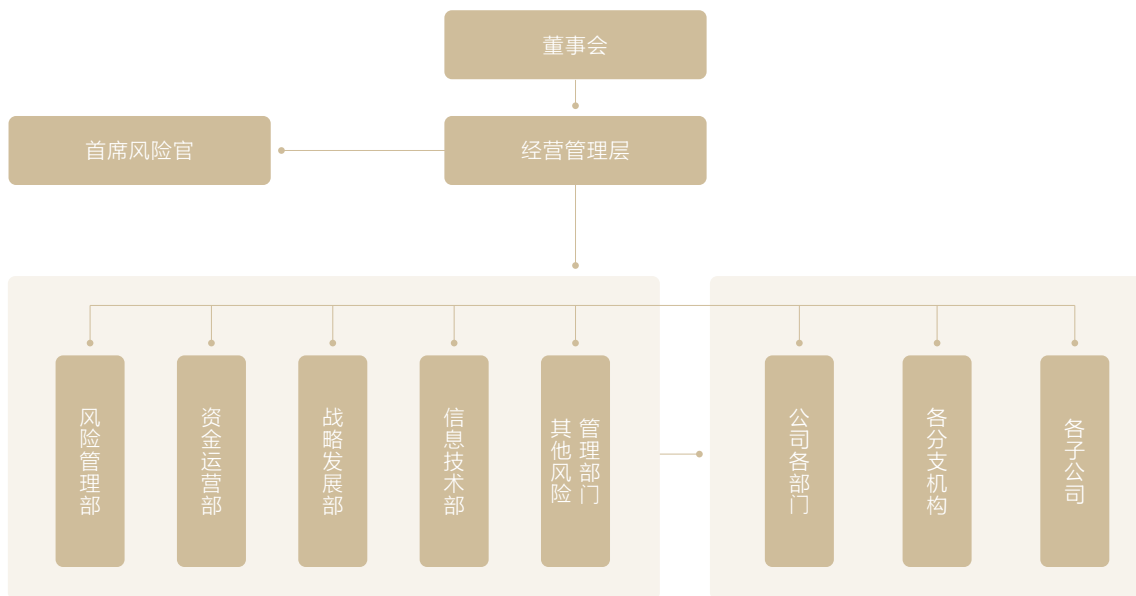 董事会
首席风险官
经营管理层
风险管理部
资金运营部
战略发展部
信息技术部
其他风险
管理部门
公司各部门
各分支机构
各子公司